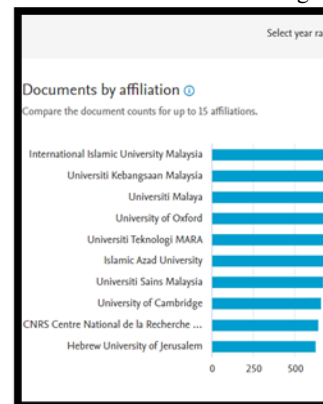 Select year ra
Documents by affiliation
Compare the document counts for up to 15 affiliations.
International Islamic University Malaysia
Universiti Kebangsaan Malaysia
Universiti Malaya
University of Oxford
Universiti Teknologi MARA
Islamic Azad University
Universiti Sains Malaysia
University of Cambridge
CNRS Centre National de la Recherche ...
Hebrew University of Jerusalem
0 250 500